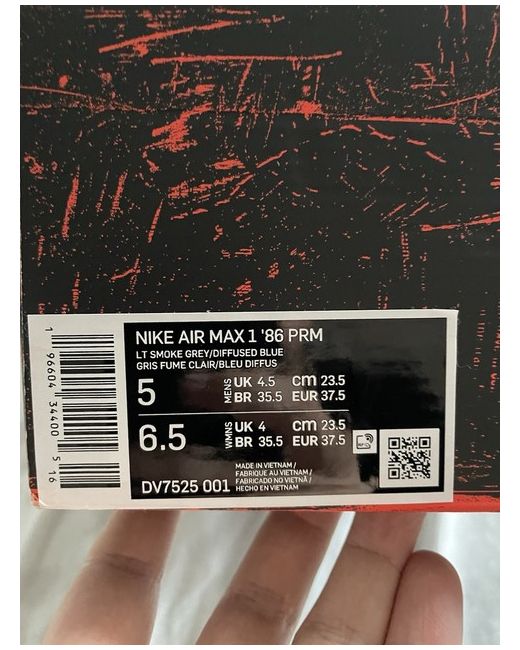 NIKE AIR MAX 1 '86 PRM
LT SMOKE GREY/DIFFUSED BLUE
GRIS FUME CLAIR/BLEU DIFFUS
5 MENS UK 4.5 cm 23.5
BR 35.5 EUR 37.5
6.5 WMNS UK 4 cm 23.5
BR 35.5 EUR 37.5
MADE IN VIETNAM /
FABRIQUE AU VIETNAM /
FABRICADO NO VIETNÃ /
HECHO EN VIETNAM
DV7525 001
1 96604 34400 5 16